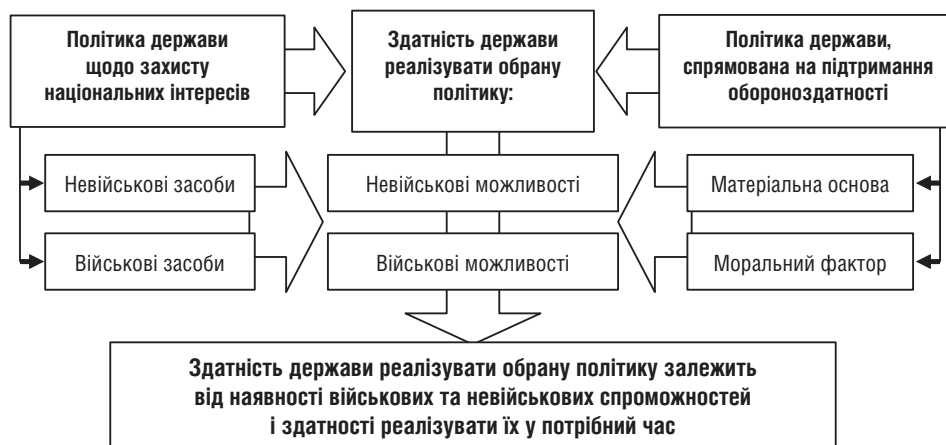 Політика держави
щодо захисту
національних інтересів
Здатність держави
реалізувати обрану
політику:
Політика держави,
спрямована на підтримання
обороноздатності
Невійськові засоби
Невійськові можливості
Матеріальна основа
Військові засоби
Військові можливості
Моральний фактор
Здатність держави реалізувати обрану політику залежить
від наявності військових та невійськових спроможностей
і здатності реалізувати їх у потрібний час